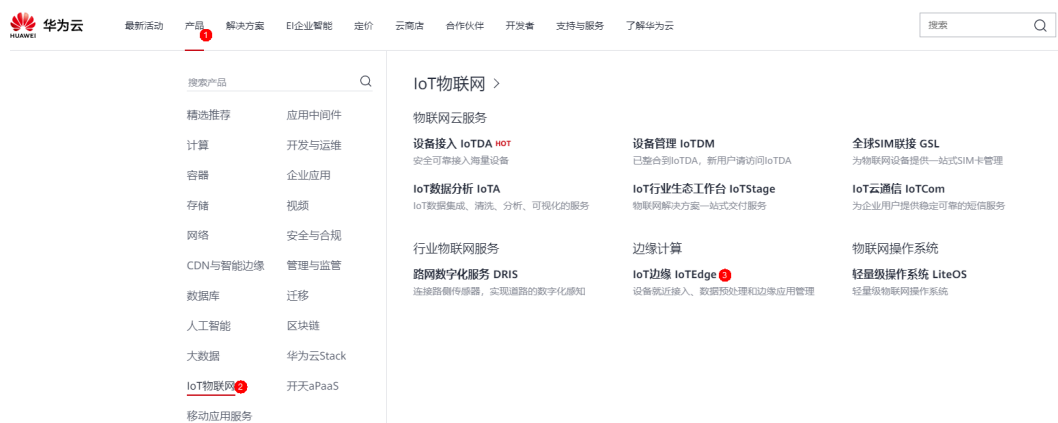 HUAWEI
华为云
最新活动 产品 解决方案 EI企业智能 定价 云商店 合作伙伴 开发者 支持与服务 了解华为云 搜索
1
搜索产品
精选推荐 应用中间件
计算 开发与运维
容器 企业应用
存储 视频
网络 安全与合规
CDN与智能边缘 管理与监管
数据库 迁移
人工智能 区块链
大数据 华为云Stack
IoT物联网 2 开天aPaaS
移动应用服务
IoT物联网 >
物联网云服务
设备接入 IoTDA HOT
安全可靠接入海量设备
设备管理 IoTDM
已整合到IoTDA，新用户请访问IoTDA
全球SIM联接 GSL
为物联网设备提供一站式SIM卡管理
IoT数据分析 IoTA
IoT数据集成、清洗、分析、可视化的服务
IoT行业生态工作台 IoTStage
物联网解决方案一站式交付服务
IoT云通信 IoTCom
为企业用户提供稳定可靠的短信服务
行业物联网服务
路网数字化服务 DRIS
连接路侧传感器，实现道路的数字化感知
边缘计算
IoT边缘 IoTEdge 3
设备就近接入、数据预处理和边缘应用管理
物联网操作系统
轻量级操作系统 LiteOS
轻量级物联网操作系统